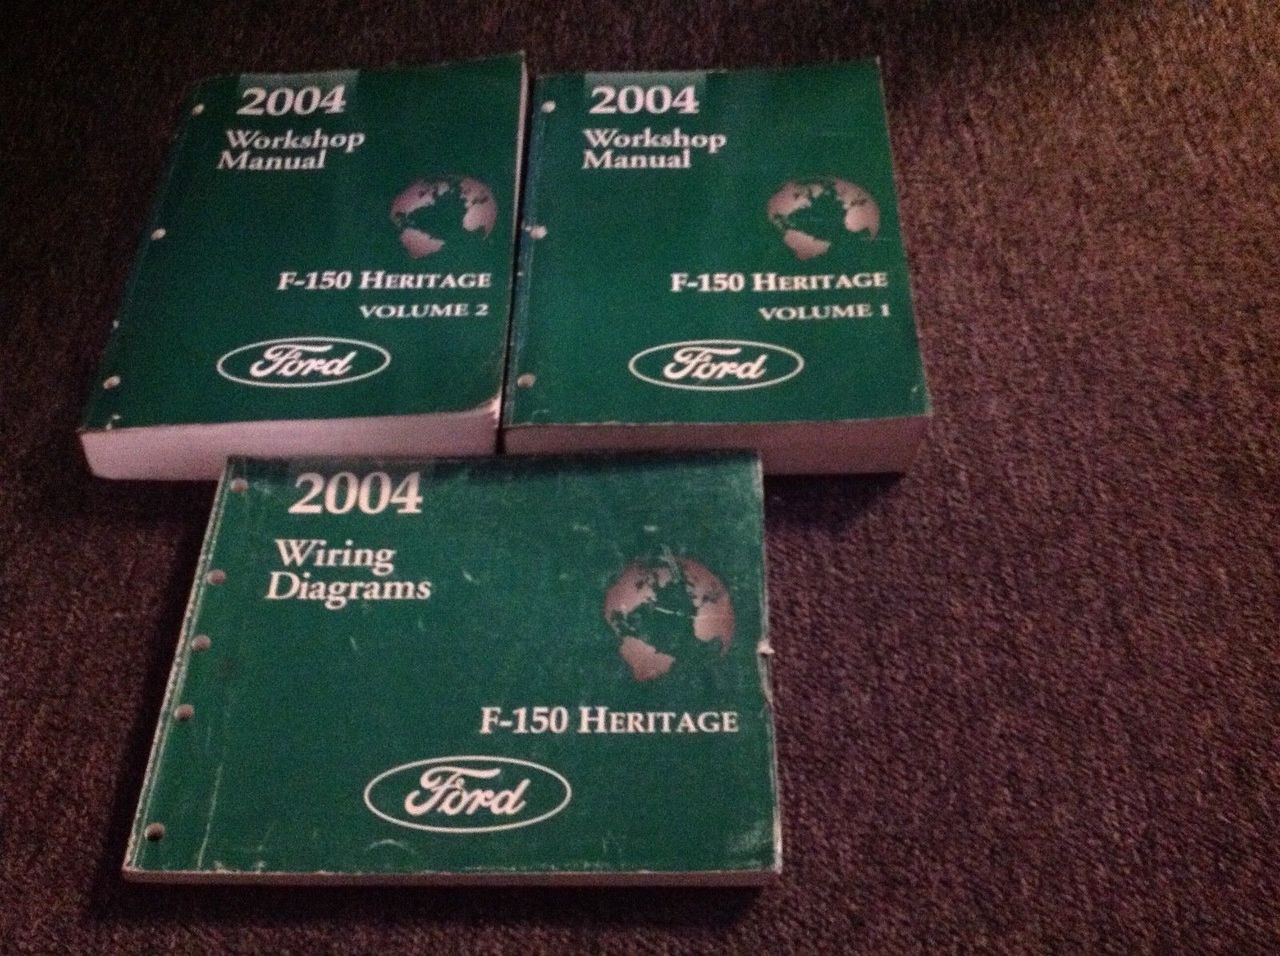 2004
Workshop
Manual
F-150 HERITAGE
VOLUME 2
Ford
2004
Workshop
Manual
F-150 HERITAGE
VOLUME 1
Ford
2004
Wiring
Diagrams
F-150 HERITAGE
Ford